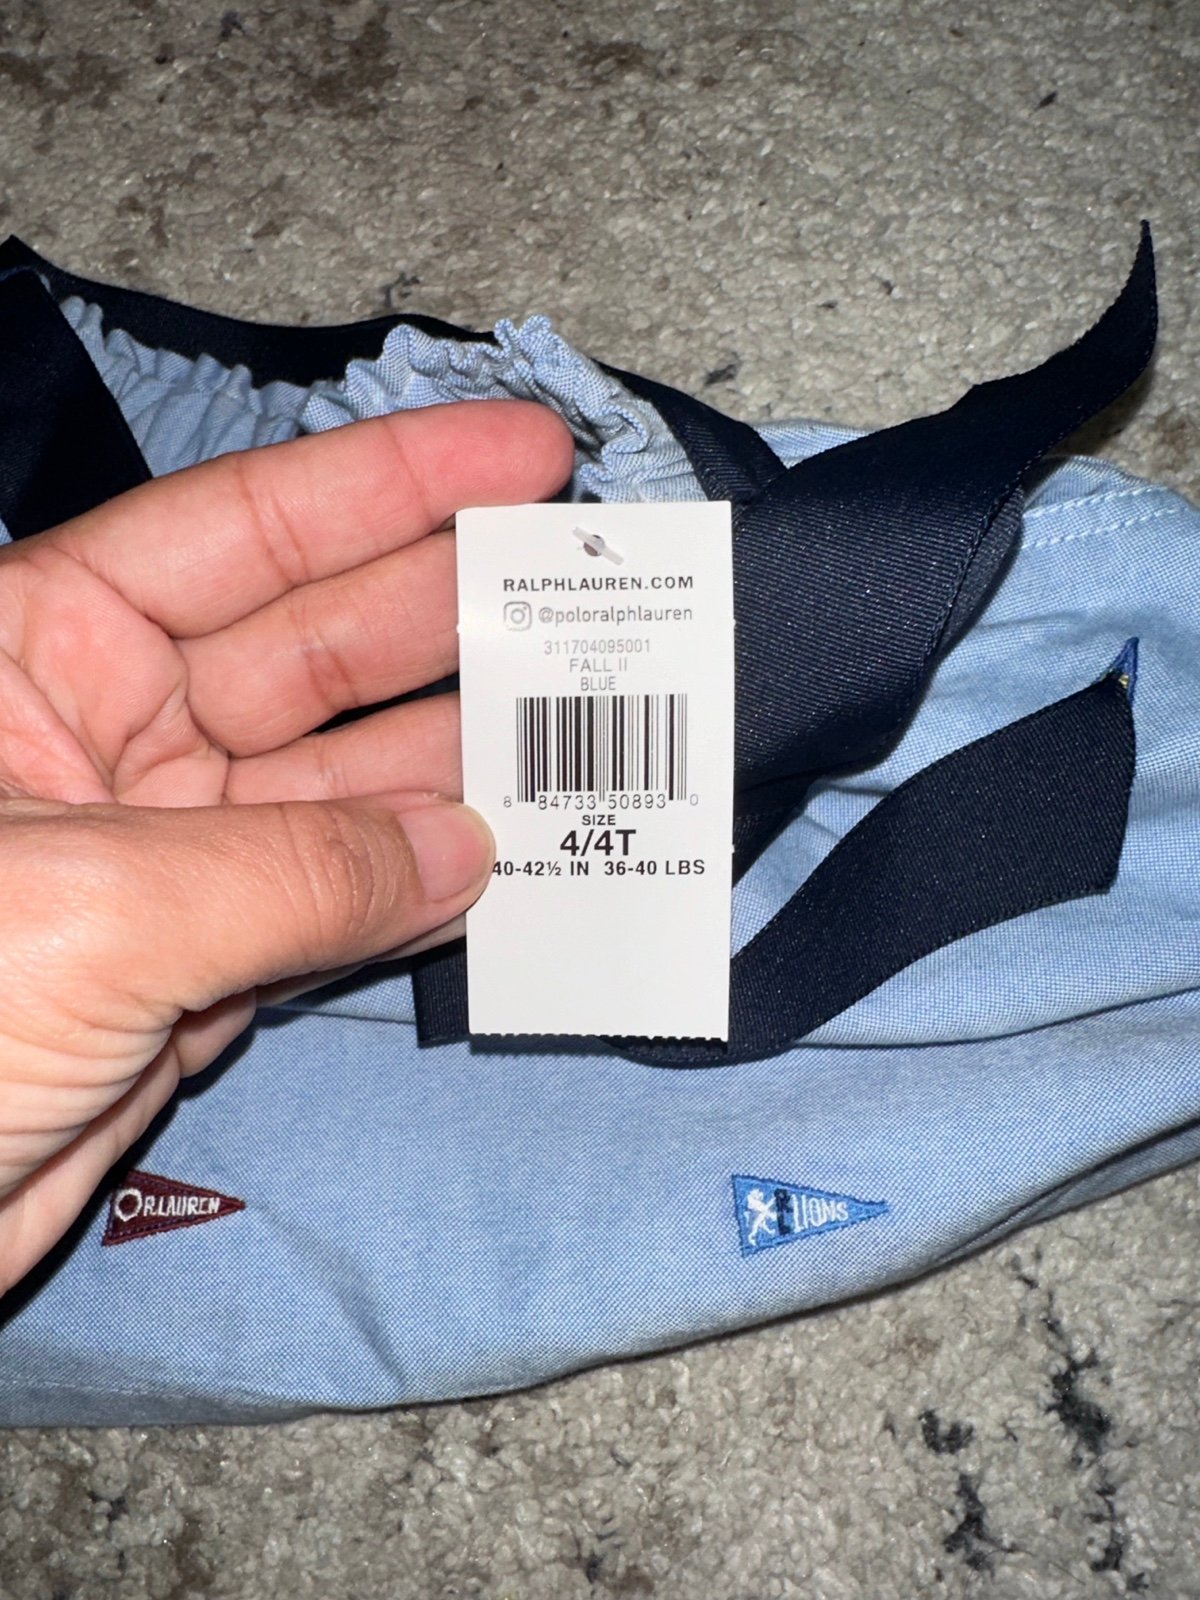 RALPHLAUREN.COM
@poloralphlauren
311704095001
FALL II
BLUE
8 84733 50893 0
SIZE
4/4T
40-42½ IN 36-40 LBS
R.LAUREN
LIONS